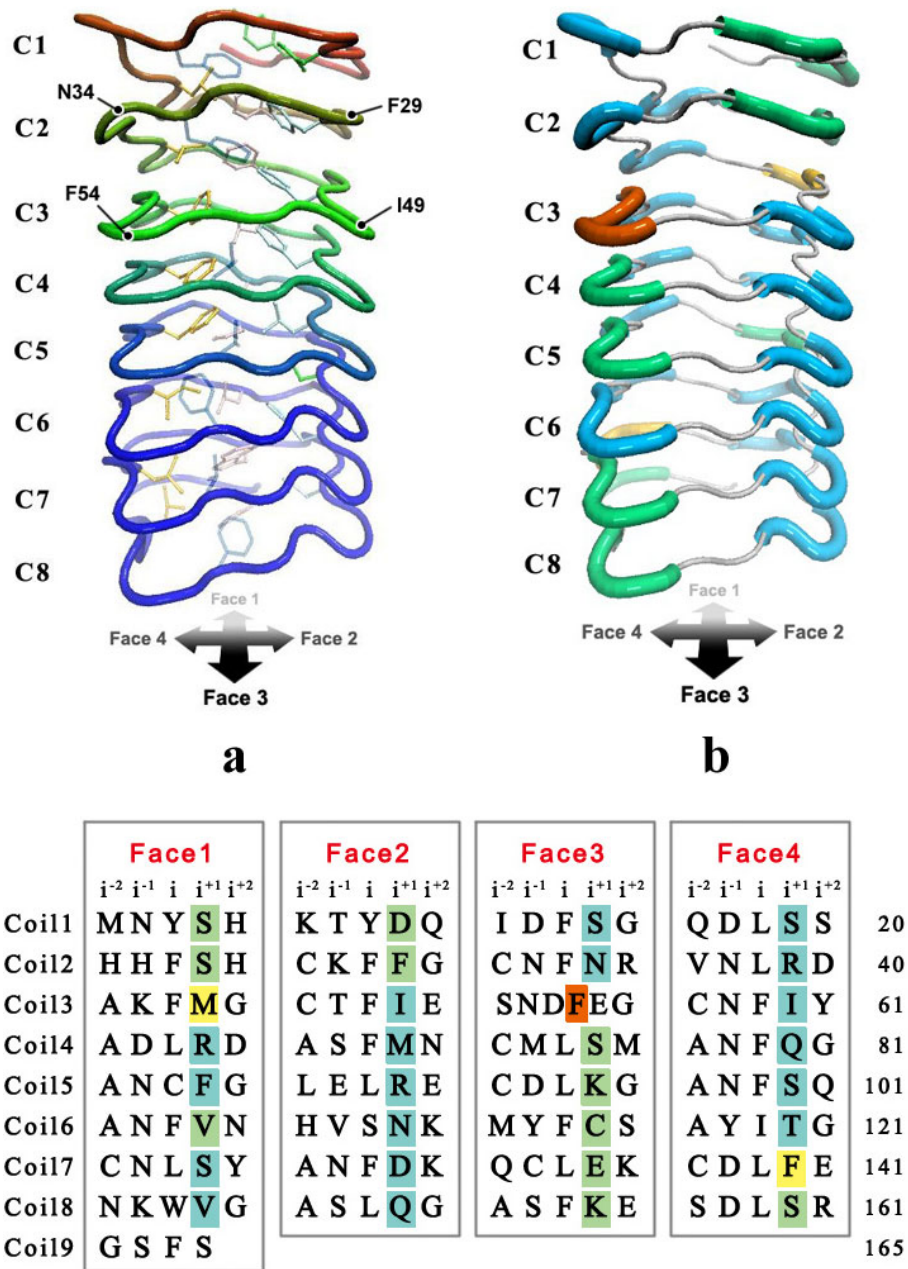 C1
N34
F29
C2
F54
I49
C3
C4
C5
C6
C7
C8
Face 1
Face 4 Face 2
Face 3
a
C1
C2
C3
C4
C5
C6
C7
C8
Face 1
Face 4 Face 2
Face 3
b
Face1 Face2 Face3 Face4
i-2 i-1 i i+1 i+2 i-2 i-1 i i+1 i+2 i-2 i-1 i i+1 i+2 i-2 i-1 i i+1 i+2
Coil1 M N Y S H K T Y D Q I D F S G Q D L S S 20
Coil2 H H F S H C K F F G C N F N R V N L R D 40
Coil3 A K F M G C T F I E S N D F E G C N F I Y 61
Coil4 A D L R D A S F M N C M L S M A N F Q G 81
Coil5 A N C F G L E L R E C D L K G A N F S Q 101
Coil6 A N F V N H V S N K M Y F C S A Y I T G 121
Coil7 C N L S Y A N F D K Q C L E K C D L F E 141
Coil8 N K W V G A S L Q G A S F K E S D L S R 161
Coil9 G S F S 165